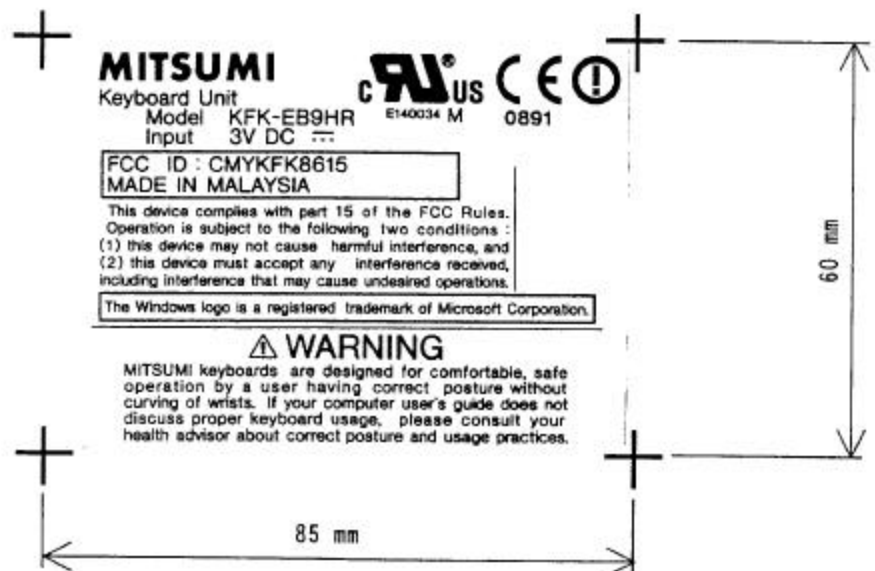 MITSUMI
Keyboard Unit
Model KFK-EB9HR
Input 3V DC
C RU® US CE
E140034 M 0891
FCC ID : CMYKFK8615
MADE IN MALAYSIA
This device complies with part 15 of the FCC Rules.
Operation is subject to the following two conditions :
(1) this device may not cause harmful interference, and
(2) this device must accept any interference received,
including interference that may cause undesired operations.
The Windows logo is a registered trademark of Microsoft Corporation.
⚠ WARNING
MITSUMI keyboards are designed for comfortable, safe
operation by a user having correct posture without
curving of wrists. If your computer user's guide does not
discuss proper keyboard usage, please consult your
health advisor about correct posture and usage practices.
60 mm
85 mm